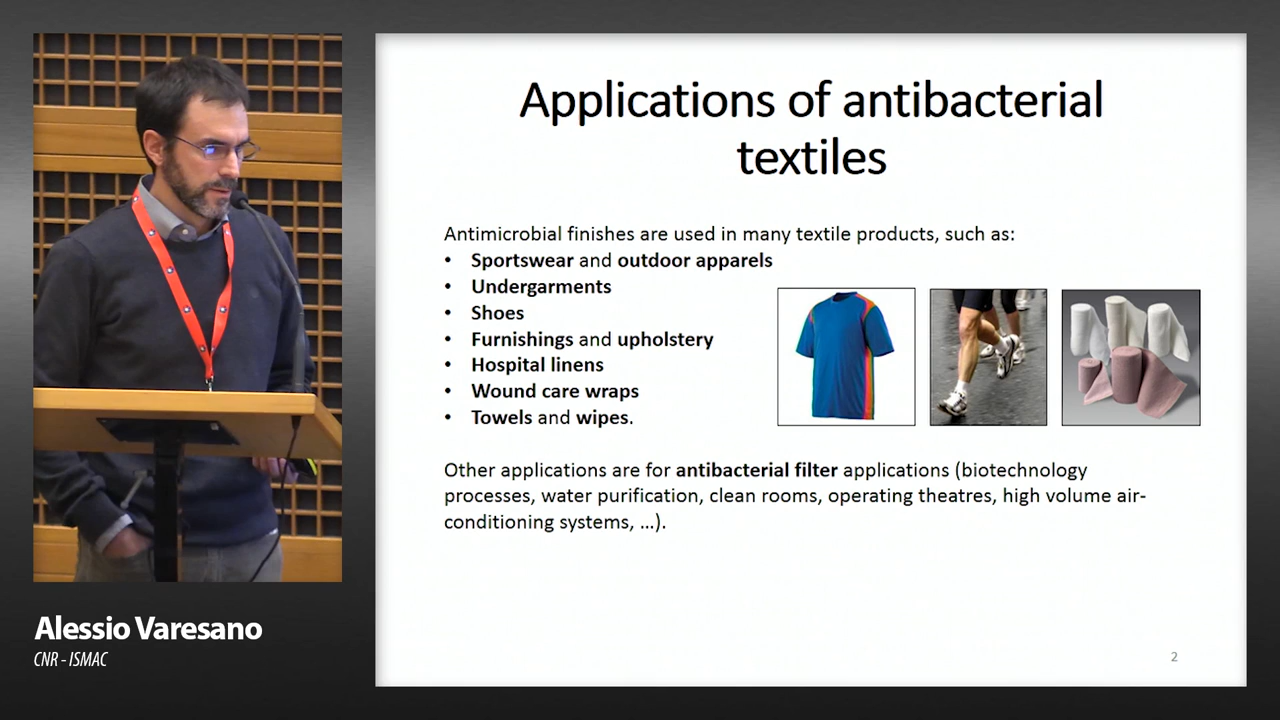 Applications of antibacterial
textiles
Antimicrobial finishes are used in many textile products, such as:
• Sportswear and outdoor apparels
• Undergarments
• Shoes
• Furnishings and upholstery
• Hospital linens
• Wound care wraps
• Towels and wipes.
Other applications are for antibacterial filter applications (biotechnology
processes, water purification, clean rooms, operating theatres, high volume air-
conditioning systems, ...).
2
Alessio Varesano
CNR - ISMAC